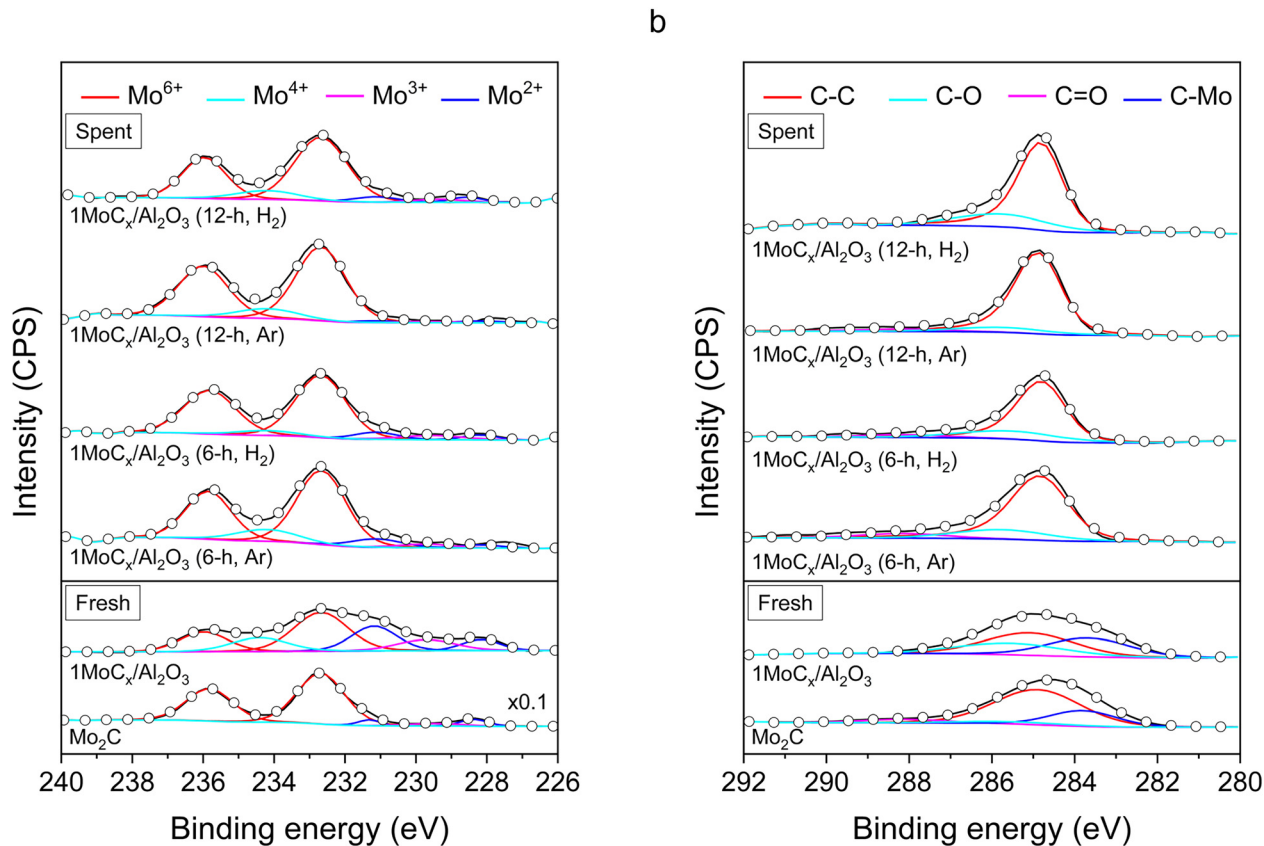 b
Mo⁶⁺ Mo⁴⁺ Mo³⁺ Mo²⁺
Spent
1MoCₓ/Al₂O₃ (12-h, H₂)
1MoCₓ/Al₂O₃ (12-h, Ar)
1MoCₓ/Al₂O₃ (6-h, H₂)
1MoCₓ/Al₂O₃ (6-h, Ar)
Fresh
1MoCₓ/Al₂O₃
x0.1
Mo₂C
240 238 236 234 232 230 228 226
Binding energy (eV)
Intensity (CPS)
C-C C-O C=O C-Mo
Spent
1MoCₓ/Al₂O₃ (12-h, H₂)
1MoCₓ/Al₂O₃ (12-h, Ar)
1MoCₓ/Al₂O₃ (6-h, H₂)
1MoCₓ/Al₂O₃ (6-h, Ar)
Fresh
1MoCₓ/Al₂O₃
Mo₂C
292 290 288 286 284 282 280
Binding energy (eV)
Intensity (CPS)